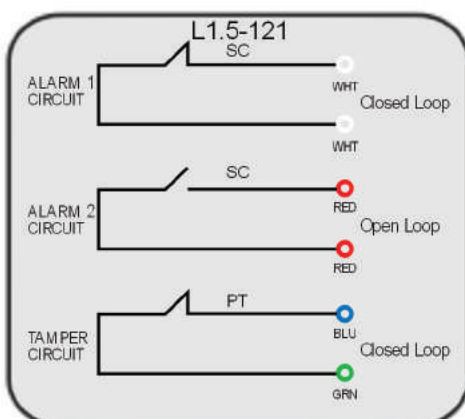 L1.5-121
SC
ALARM 1
CIRCUIT
WHT
Closed Loop
WHT
SC
ALARM 2
CIRCUIT
RED
Open Loop
RED
PT
TAMPER
CIRCUIT
BLU
Closed Loop
GRN